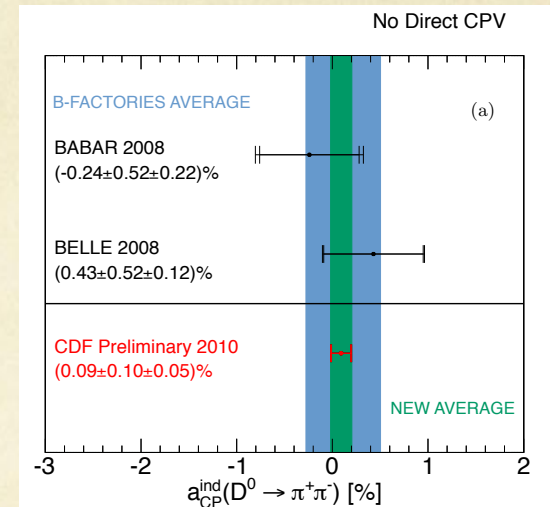 No Direct CPV
B-FACTORIES AVERAGE
(a)
BABAR 2008
(-0.24±0.52±0.22)%
BELLE 2008
(0.43±0.52±0.12)%
CDF Preliminary 2010
(0.09±0.10±0.05)%
NEW AVERAGE
-3 -2 -1 0 1 2
a_CP^ind(D⁰ → π⁺π⁻) [%]